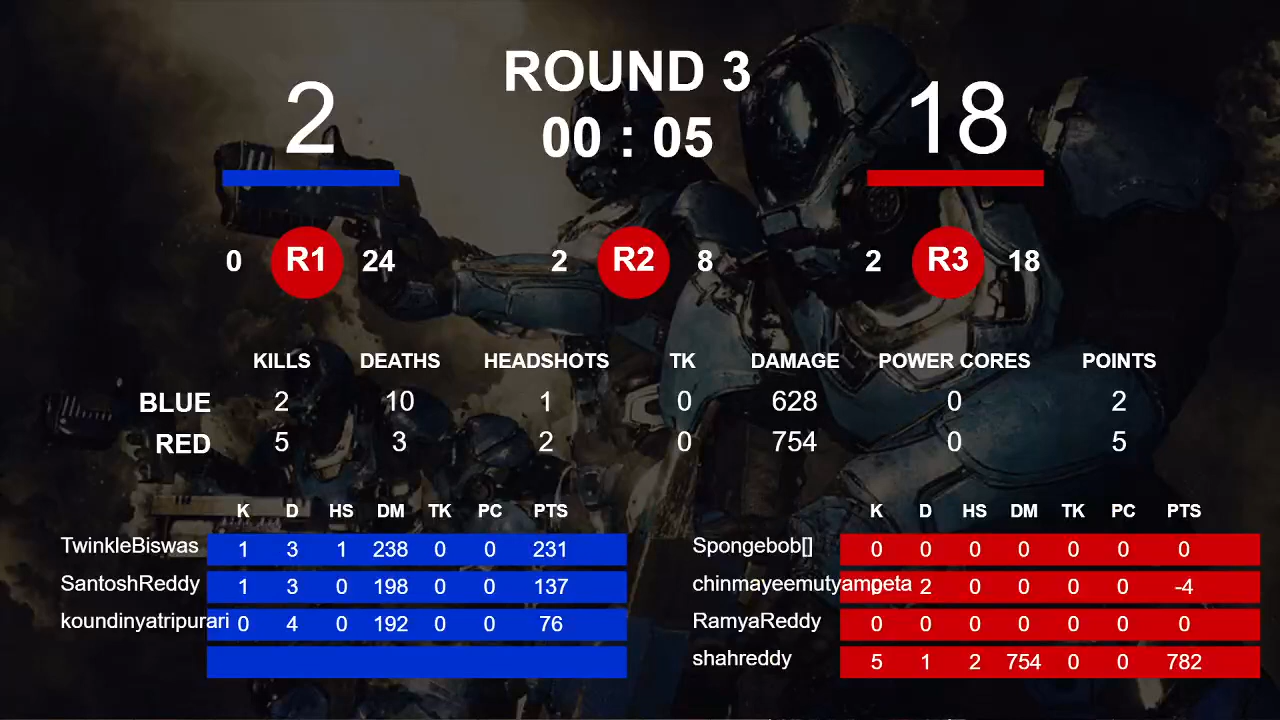 ROUND 3
2 00 : 05 18
0 R1 24 2 R2 8 2 R3 18
KILLS DEATHS HEADSHOTS TK DAMAGE POWER CORES POINTS
BLUE 2 10 1 0 628 0 2
RED 5 3 2 0 754 0 5
K D HS DM TK PC PTS
TwinkleBiswas 1 3 1 238 0 0 231
SantoshReddy 1 3 0 198 0 0 137
koundinyatripurari 0 4 0 192 0 0 76
K D HS DM TK PC PTS
Spongebob[] 0 0 0 0 0 0 0
chinmayeemutyampeta 0 2 0 0 0 0 -4
RamyaReddy 0 0 0 0 0 0 0
shahreddy 5 1 2 754 0 0 782